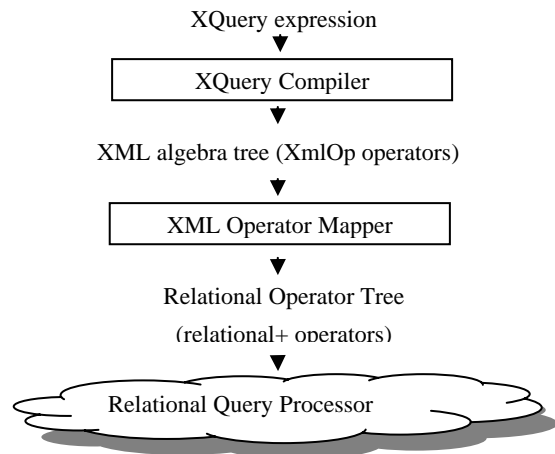 XQuery expression
XQuery Compiler
XML algebra tree (XmlOp operators)
XML Operator Mapper
Relational Operator Tree
(relational+ operators)
Relational Query Processor